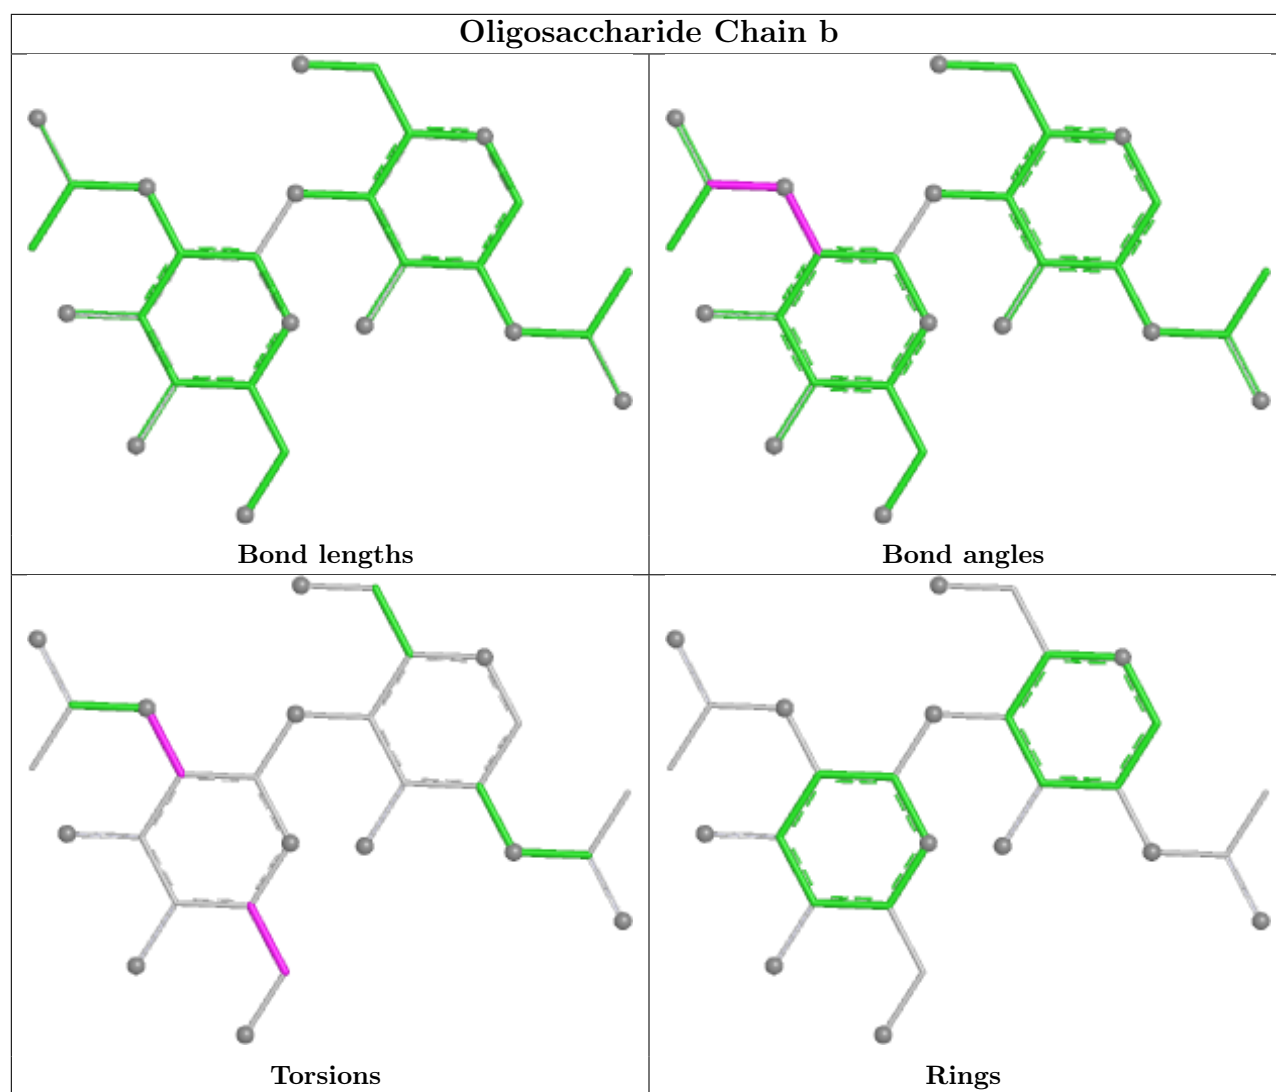 Oligosaccharide Chain b
Bond lengths
Bond angles
Torsions
Rings